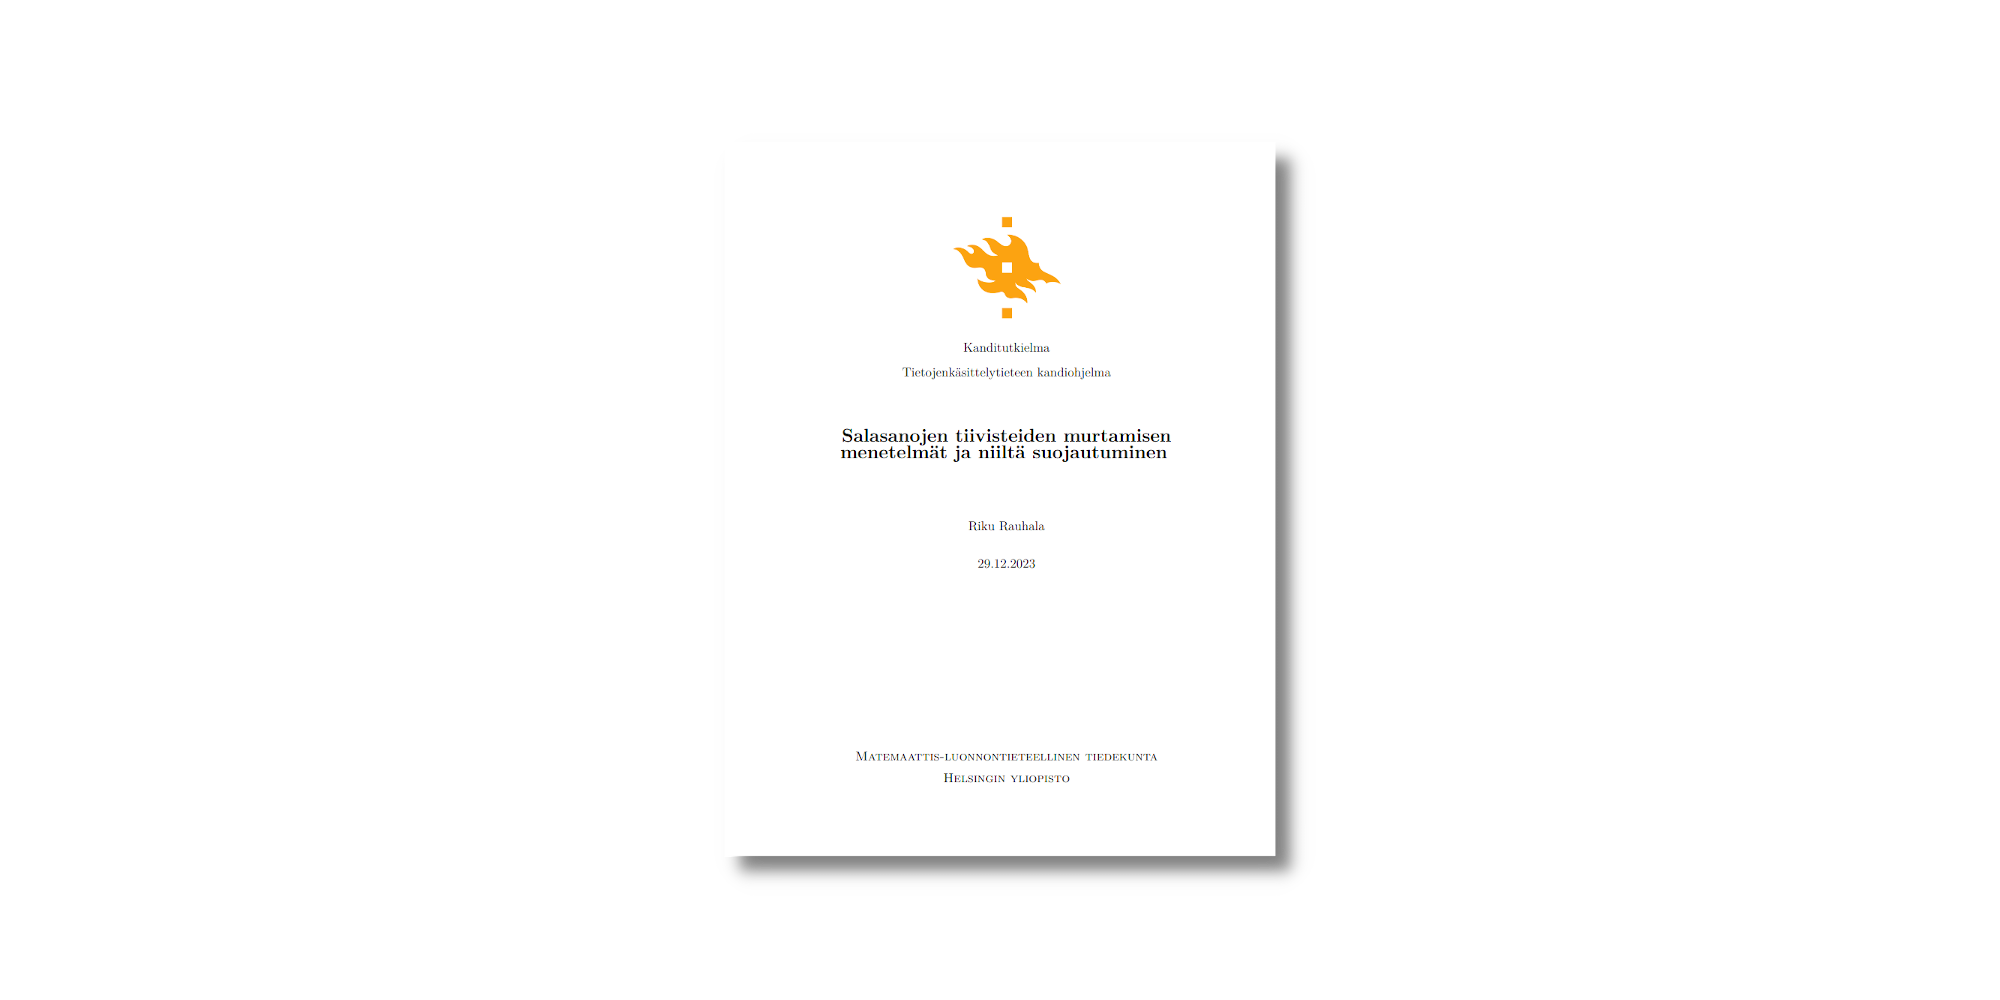 Kanditutkielma
Tietojenkäsittelytieteen kandiohjelma
Salasanojen tiivisteiden murtamisen
menetelmät ja niiltä suojautuminen
Riku Rauhala
29.12.2023
Matemaattis-luonnontieteellinen tiedekunta
Helsingin yliopisto